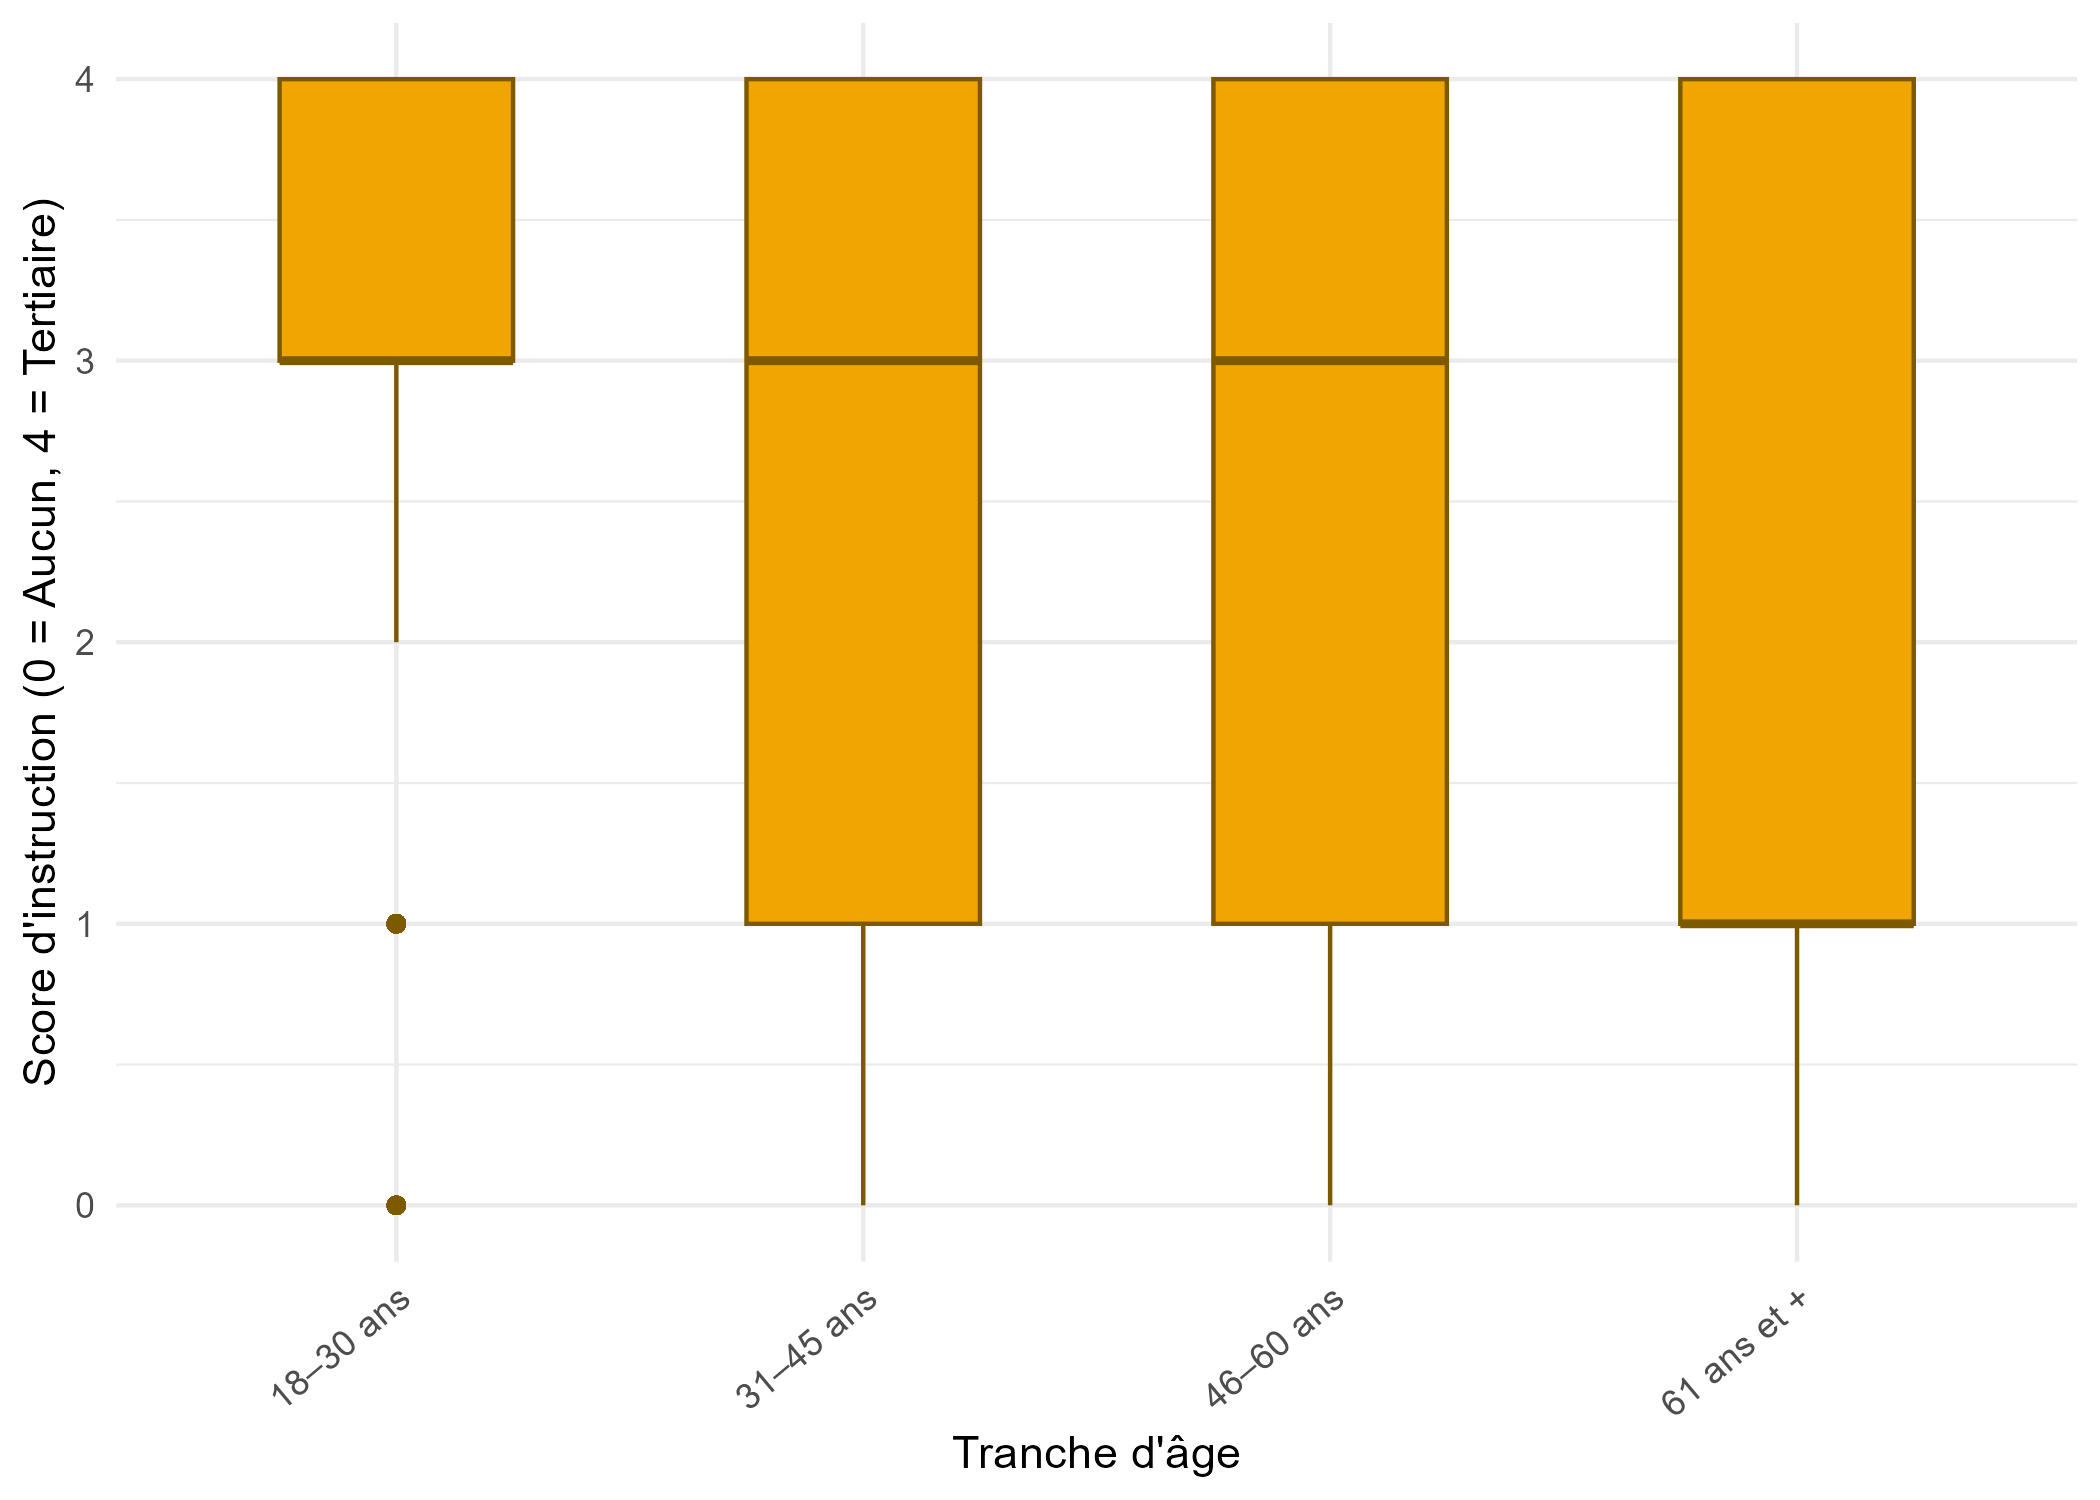 Score d'instruction (0 = Aucun, 4 = Tertiaire)
4
3
2
1
0
18–30 ans
31–45 ans
46–60 ans
61 ans et +
Tranche d'âge